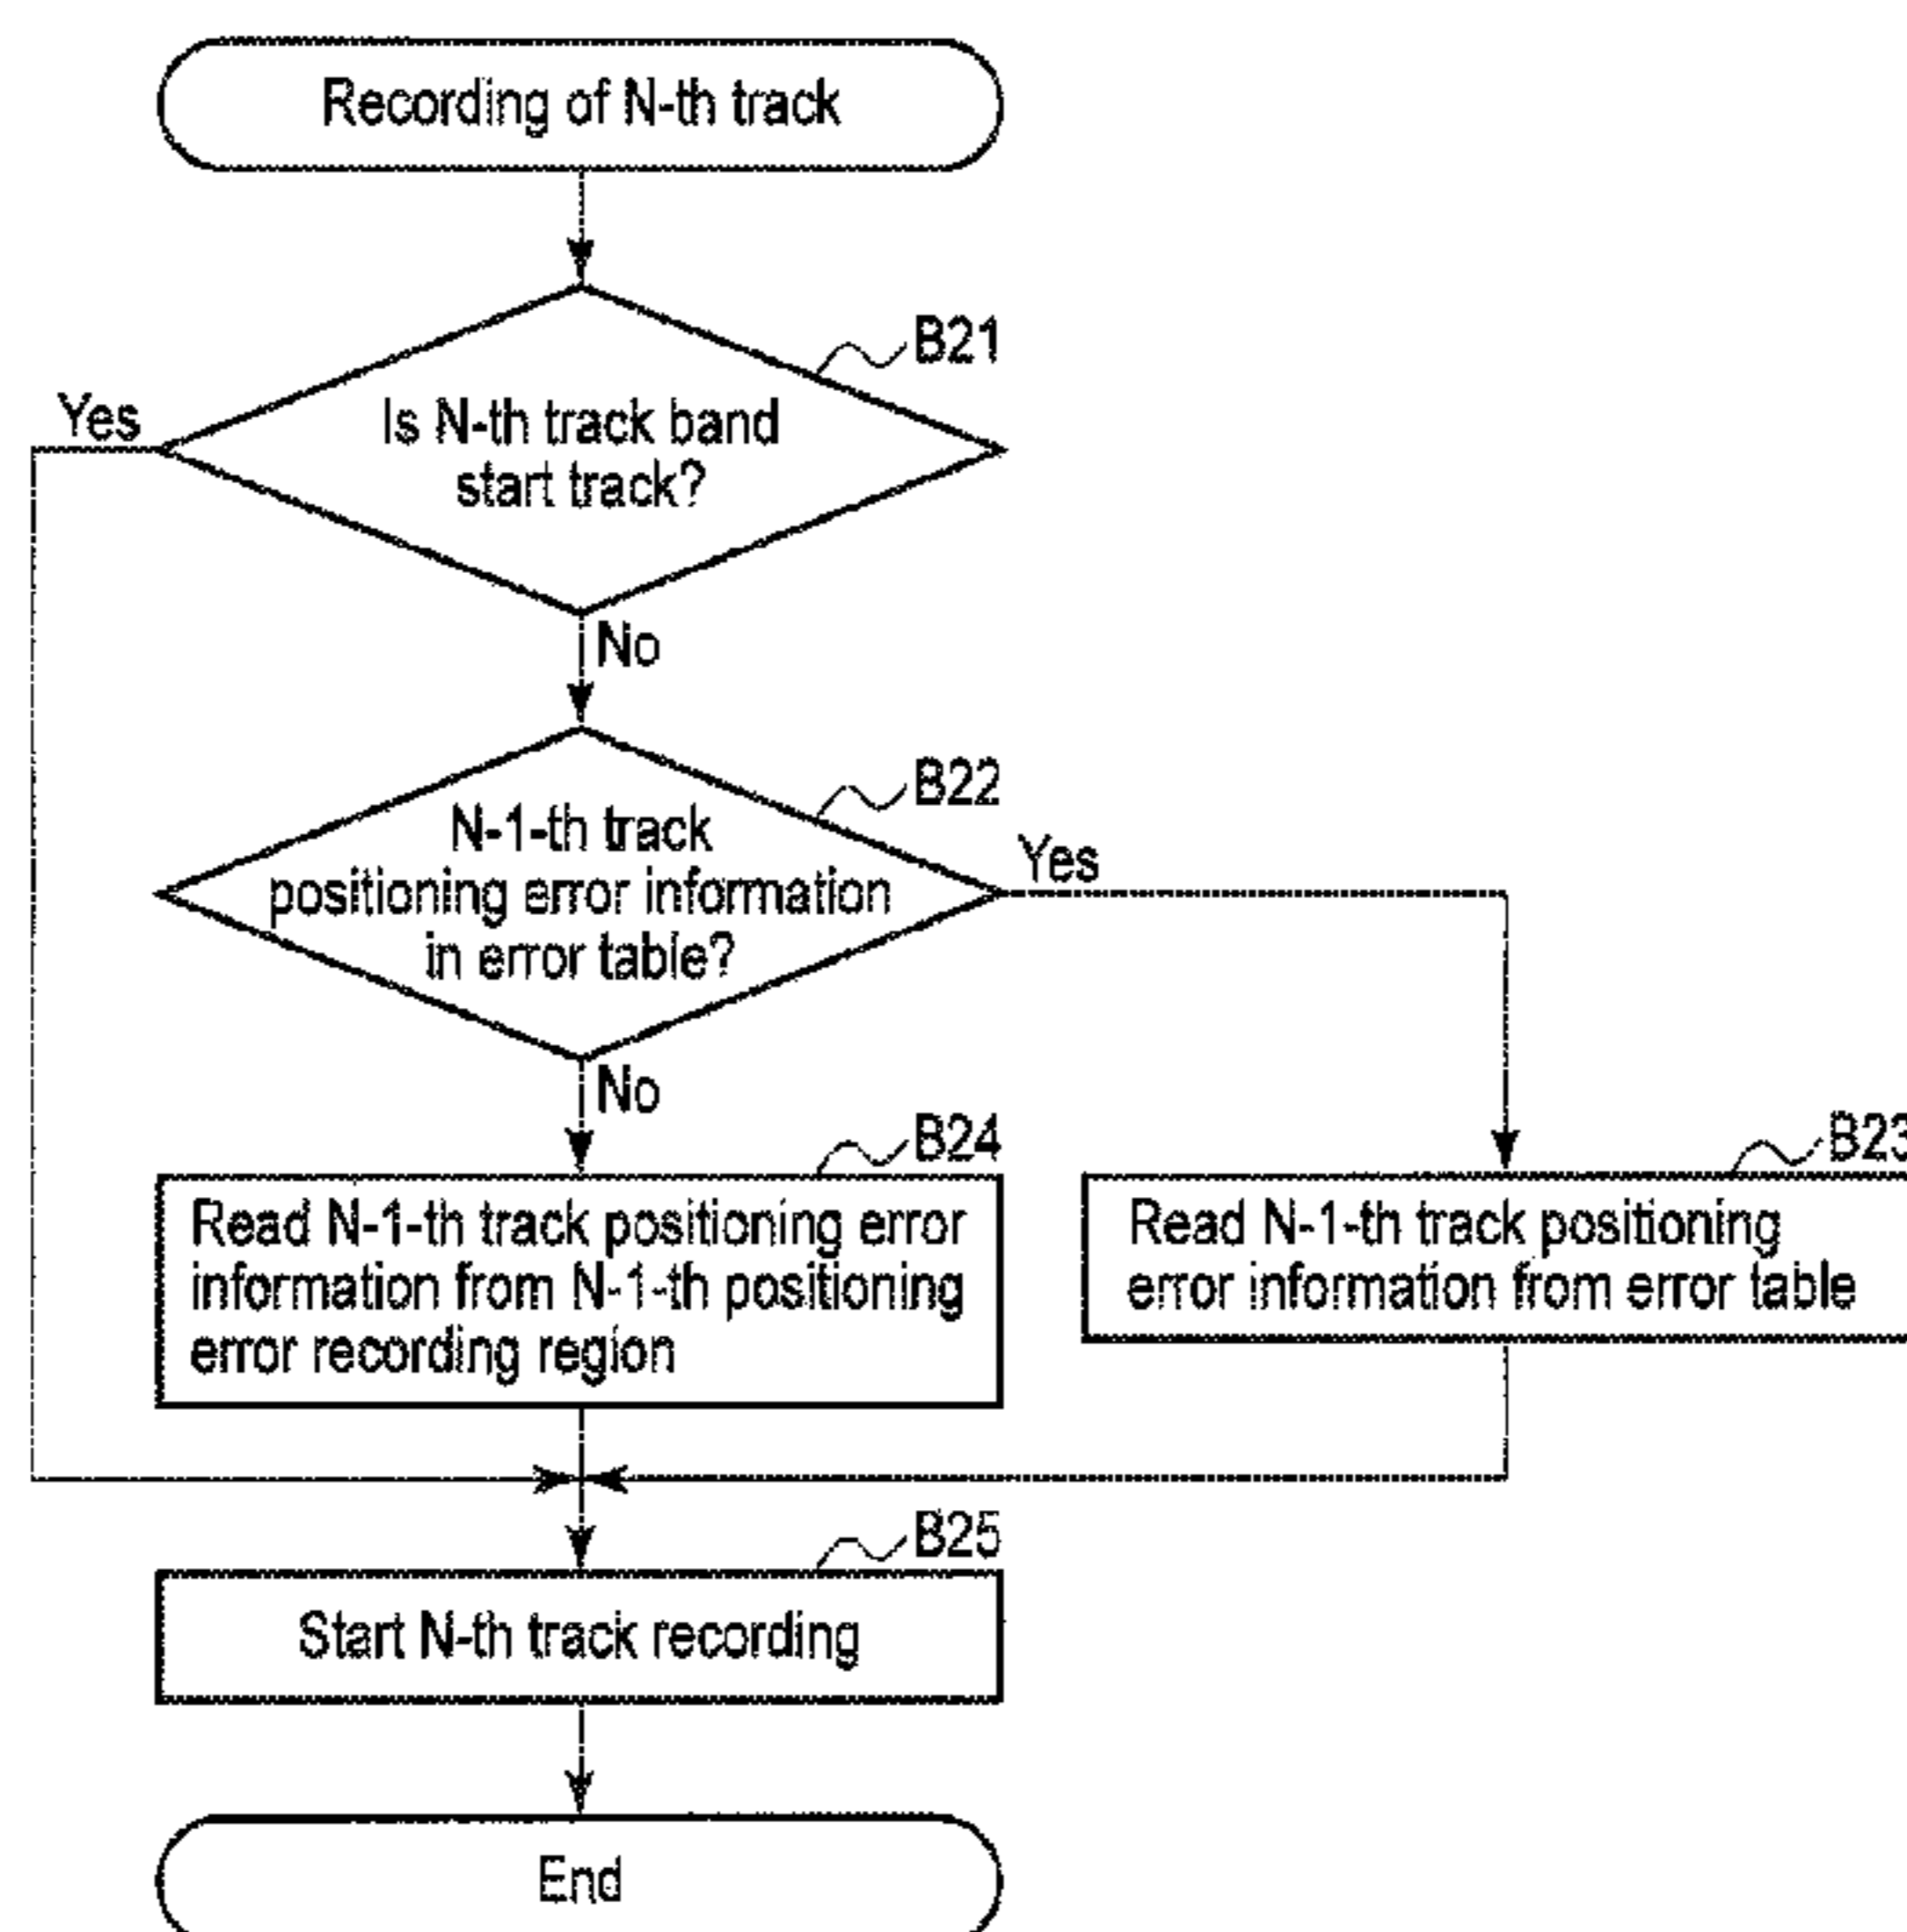 Recording of N-th track
B21
Yes
Is N-th track band
start track?
No
B22
N-1-th track
positioning error information
in error table?
Yes
No
B24
B23
Read N-1-th track positioning error
information from N-1-th positioning
error recording region
Read N-1-th track positioning
error information from error table
B25
Start N-th track recording
End